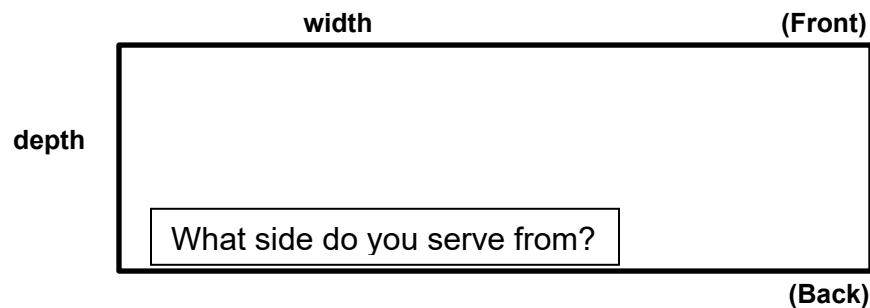 width (Front)
depth
What side do you serve from?
(Back)